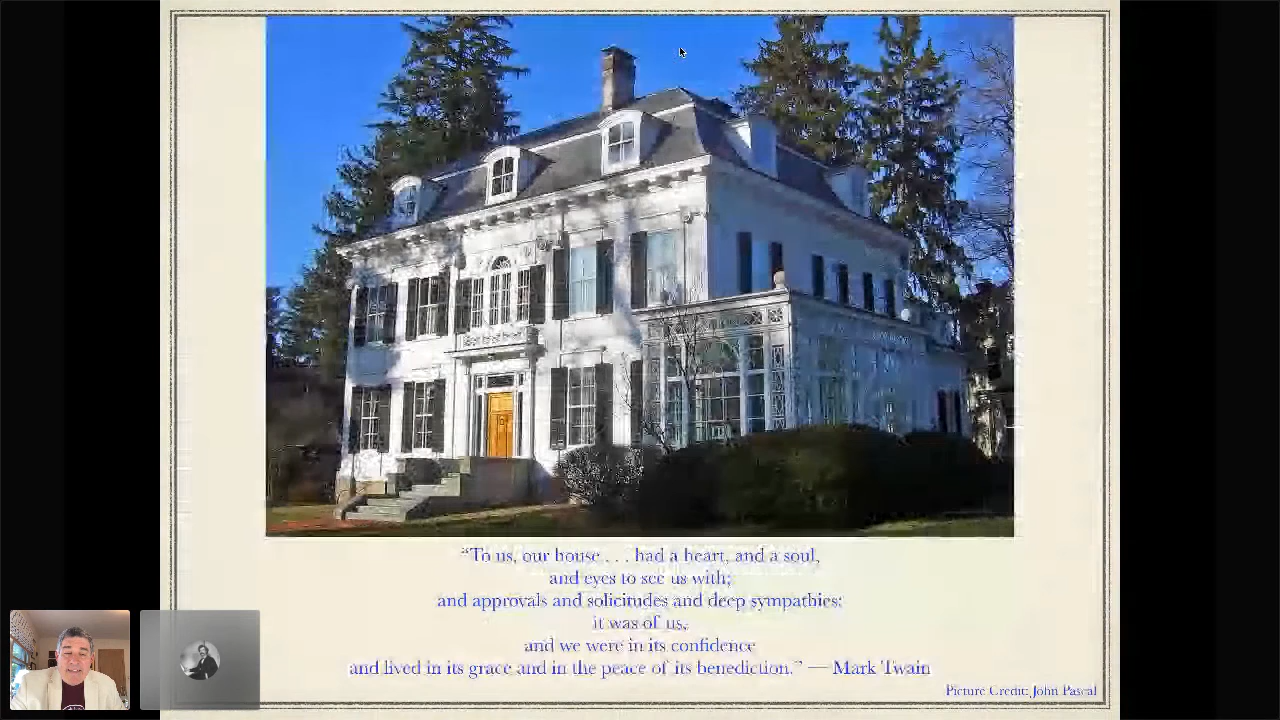 “To us, our house . . . had a heart, and a soul,
and eyes to see us with;
and approvals and solicitudes and deep sympathies;
it was of us,
and we were in its confidence
and lived in its grace and in the peace of its benediction.” — Mark Twain
Picture Credit: John Pascal